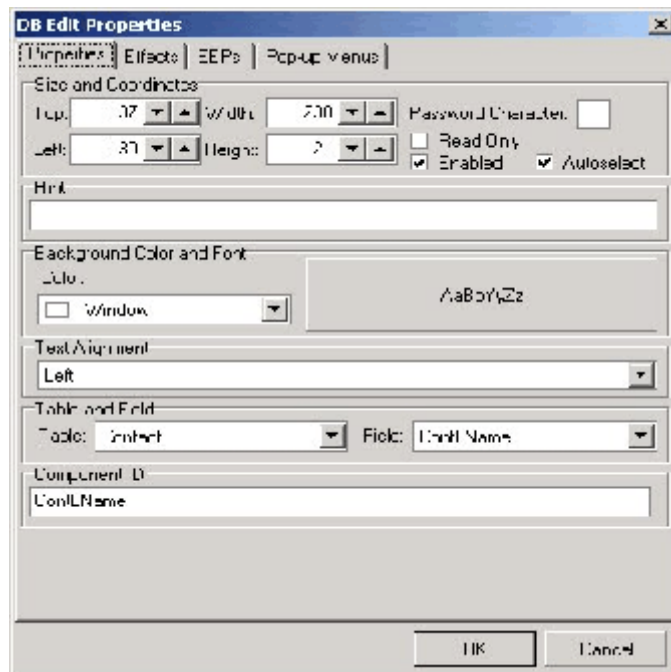 DB Edit Properties
Properties Effects EEPs Pop-up Menus
Size and Coordinates
Top: Width: Password Character:
Left: Height: Read Only
Enabled Autoselect
Hint
Background Color and Font
Color:
Window
AaBbYyZz
Text Alignment
Left
Table and Field
Table: Contact Field:
Component ID
OK Cancel